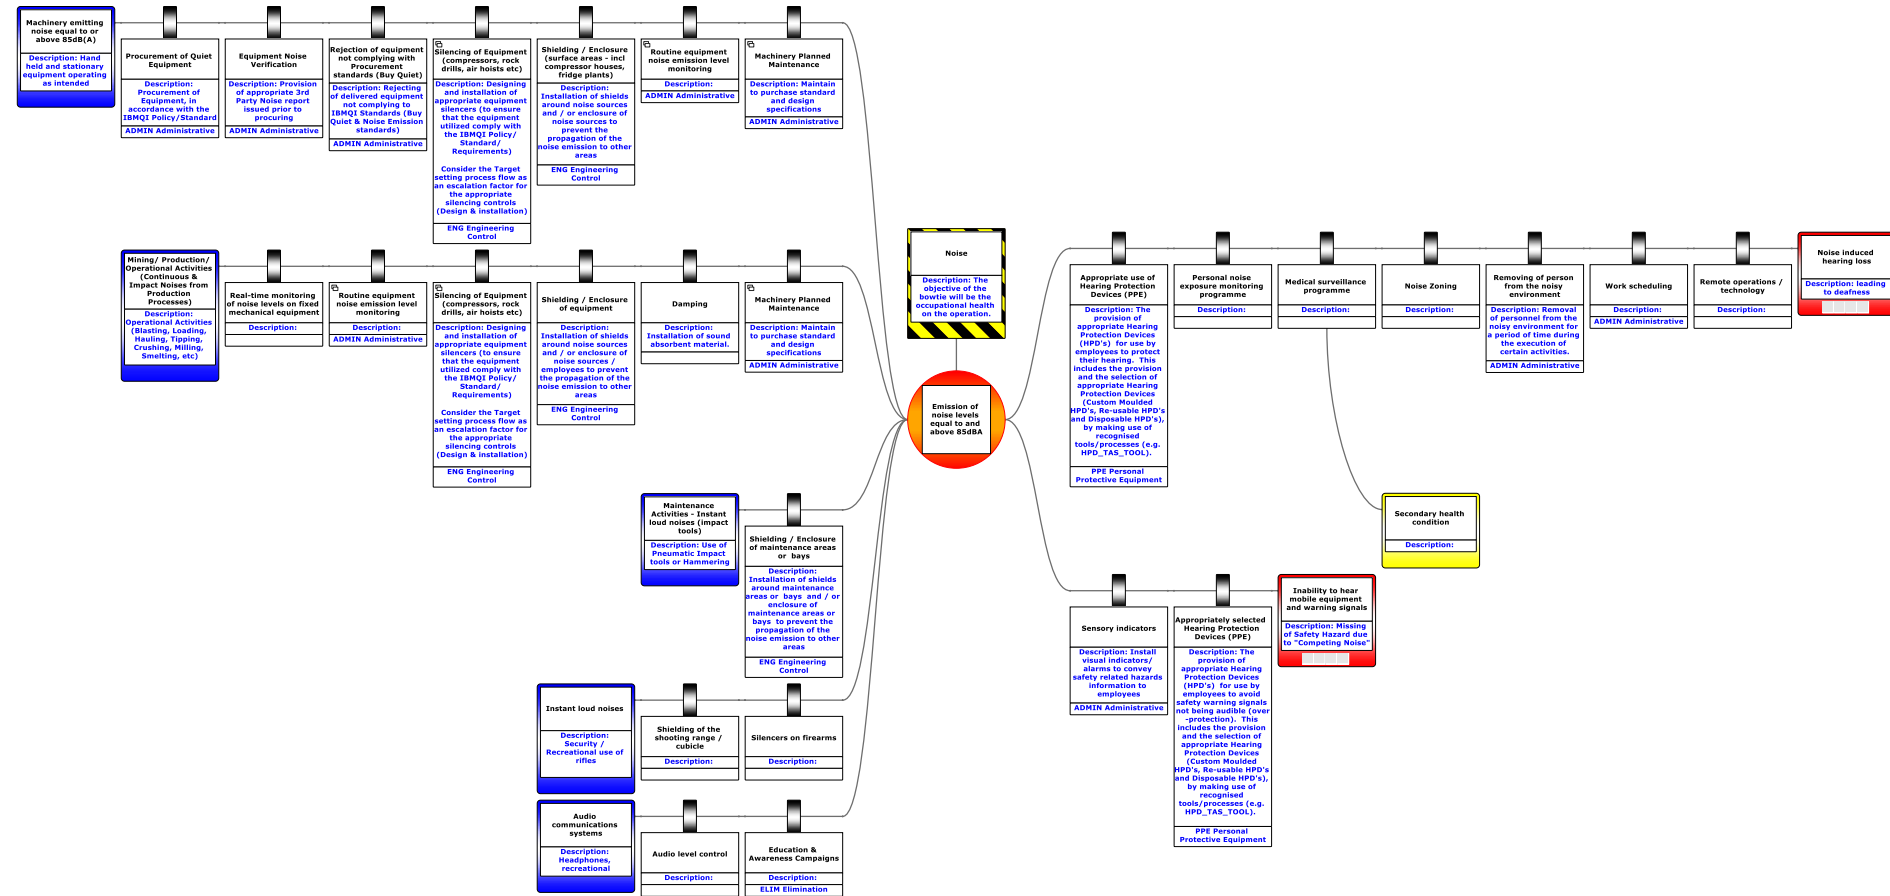 Machinery emitting
noise equal to or
above 85dB(A)
Description: Hand
held and stationary
equipment operating
as intended
Procurement of Quiet
Equipment
Description:
Procurement of
Equipment, in
accordance with the
IBMQI Policy/Standard
ADMIN Administrative
Equipment Noise
Verification
Description: Provision
of appropriate 3rd
Party Noise report
issued prior to
procuring
ADMIN Administrative
Rejection of equipment
not complying with
Procurement
standards (Buy Quiet)
Description: Rejecting
of delivered equipment
not complying to
IBMQI Standards (Buy
Quiet & Noise Emission
standards)
ADMIN Administrative
Silencing of Equipment
(compressors, rock
drills, air hoists etc)
Description: Designing
and installation of
appropriate equipment
silencers (to ensure
that the equipment
utilized comply with
the IBMQI Policy/
Standard/
Requirements)
Consider the Target
setting process flow as
an escalation factor for
the appropriate
silencing controls
(Design & installation)
ENG Engineering
Control
Shielding / Enclosure
(surface areas - incl
compressor houses,
fridge plants)
Description:
Installation of shields
around noise sources
and / or enclosure of
noise sources to
prevent the
propagation of the
noise emission to other
areas
ENG Engineering
Control
Routine equipment
noise emission level
monitoring
Description:
ADMIN Administrative
Machinery Planned
Maintenance
Description: Maintain
to purchase standard
and design
specifications
ADMIN Administrative
Mining/ Production/
Operational Activities
(Continuous &
Impact Noises from
Production
Processes)
Description:
Operational Activities
(Blasting, Loading,
Hauling, Tipping,
Crushing, Milling,
Smelting, etc)
Real-time monitoring
of noise levels on fixed
mechanical equipment
Description:
Routine equipment
noise emission level
monitoring
Description:
ADMIN Administrative
Silencing of Equipment
(compressors, rock
drills, air hoists etc)
Description: Designing
and installation of
appropriate equipment
silencers (to ensure
that the equipment
utilized comply with
the IBMQI Policy/
Standard/
Requirements)
Consider the Target
setting process flow as
an escalation factor for
the appropriate
silencing controls
(Design & installation)
ENG Engineering
Control
Shielding / Enclosure
of equipment
Description:
Installation of shields
around noise sources
and / or enclosure of
noise sources /
employees to prevent
the propagation of the
noise emission to other
areas
ENG Engineering
Control
Damping
Description:
Installation of sound
absorbent material.
Machinery Planned
Maintenance
Description: Maintain
to purchase standard
and design
specifications
ADMIN Administrative
Maintenance
Activities - Instant
loud noises (impact
tools)
Description: Use of
Pneumatic Impact
tools or Hammering
Shielding / Enclosure
of maintenance areas
or bays
Description:
Installation of shields
around maintenance
areas or bays and / or
enclosure of
maintenance areas or
bays to prevent the
propagation of the
noise emission to other
areas
ENG Engineering
Control
Instant loud noises
Description:
Security /
Recreational use of
rifles
Shielding of the
shooting range /
cubicle
Description:
Silencers on firearms
Description:
Audio
communications
systems
Description:
Headphones,
recreational
Audio level control
Description:
Education &
Awareness Campaigns
Description:
ELIM Elimination
Noise
Description: The
objective of the
bowtie will be the
occupational health
on the operation.
Emission of
noise levels
equal to and
above 85dBA
Appropriate use of
Hearing Protection
Devices (PPE)
Description: The
provision of
appropriate Hearing
Protection Devices
(HPD's) for use by
employees to protect
their hearing. This
includes the provision
and the selection of
appropriate Hearing
Protection Devices
(Custom Moulded
HPD's, Re-usable HPD's
and Disposable HPD's),
by making use of
recognised
tools/processes (e.g.
HPD_TAS_TOOL).
PPE Personal
Protective Equipment
Personal noise
exposure monitoring
programme
Description:
Medical surveillance
programme
Description:
Noise Zoning
Description:
Removing of person
from the noisy
environment
Description: Removal
of personnel from the
noisy environment for
a period of time during
the execution of
certain activities.
ADMIN Administrative
Work scheduling
Description:
ADMIN Administrative
Remote operations /
technology
Description:
Noise induced
hearing loss
Description: leading
to deafness
Secondary health
condition
Description:
Sensory indicators
Description: Install
visual indicators/
alarms to convey
safety related hazards
information to
employees
ADMIN Administrative
Appropriately selected
Hearing Protection
Devices (PPE)
Description: The
provision of
appropriate Hearing
Protection Devices
(HPD's) for use by
employees to avoid
safety warning signals
not being audible (over
-protection). This
includes the provision
and the selection of
appropriate Hearing
Protection Devices
(Custom Moulded
HPD's, Re-usable HPD's
and Disposable HPD's),
by making use of
recognised
tools/processes (e.g.
HPD_TAS_TOOL).
PPE Personal
Protective Equipment
Inability to hear
mobile equipment
and warning signals
Description: Missing
of Safety Hazard due
to "Competing Noise"